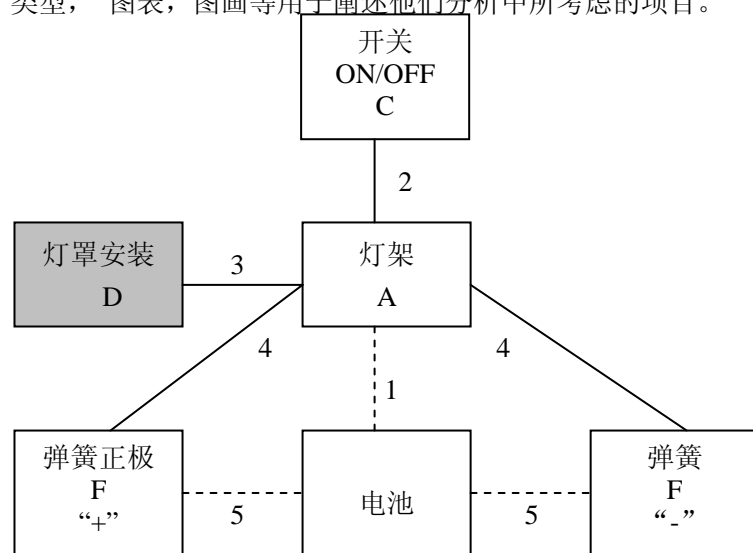 类型， 图表，图画等用于阐述他们分析中所考虑的项目。
开关
ON/OFF
C
2
灯罩安装
D
3
灯架
A
4
4
1
弹簧正极
F
“+”
5
电池
5
弹簧
F
“-”